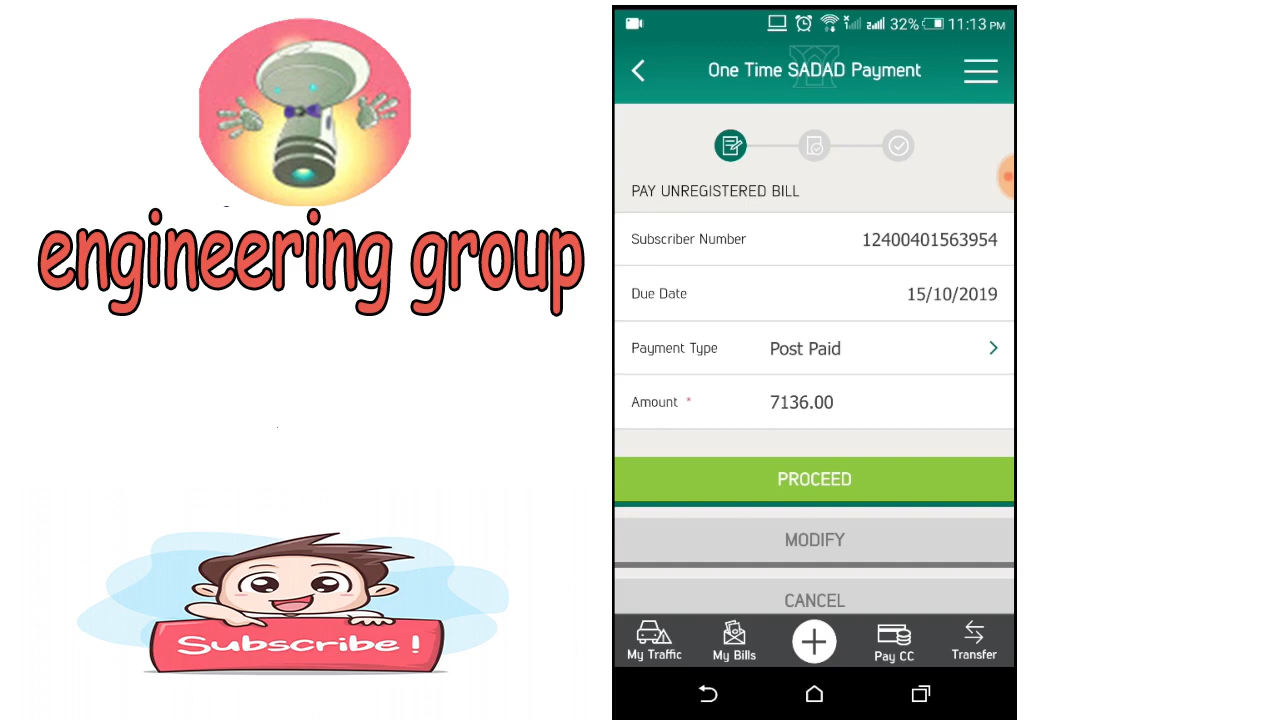 engineering group
Subscribe !
32% 11:13 PM
One Time SADAD Payment
PAY UNREGISTERED BILL
Subscriber Number 12400401563954
Due Date 15/10/2019
Payment Type Post Paid
Amount * 7136.00
PROCEED
MODIFY
CANCEL
My Traffic My Bills Pay CC Transfer